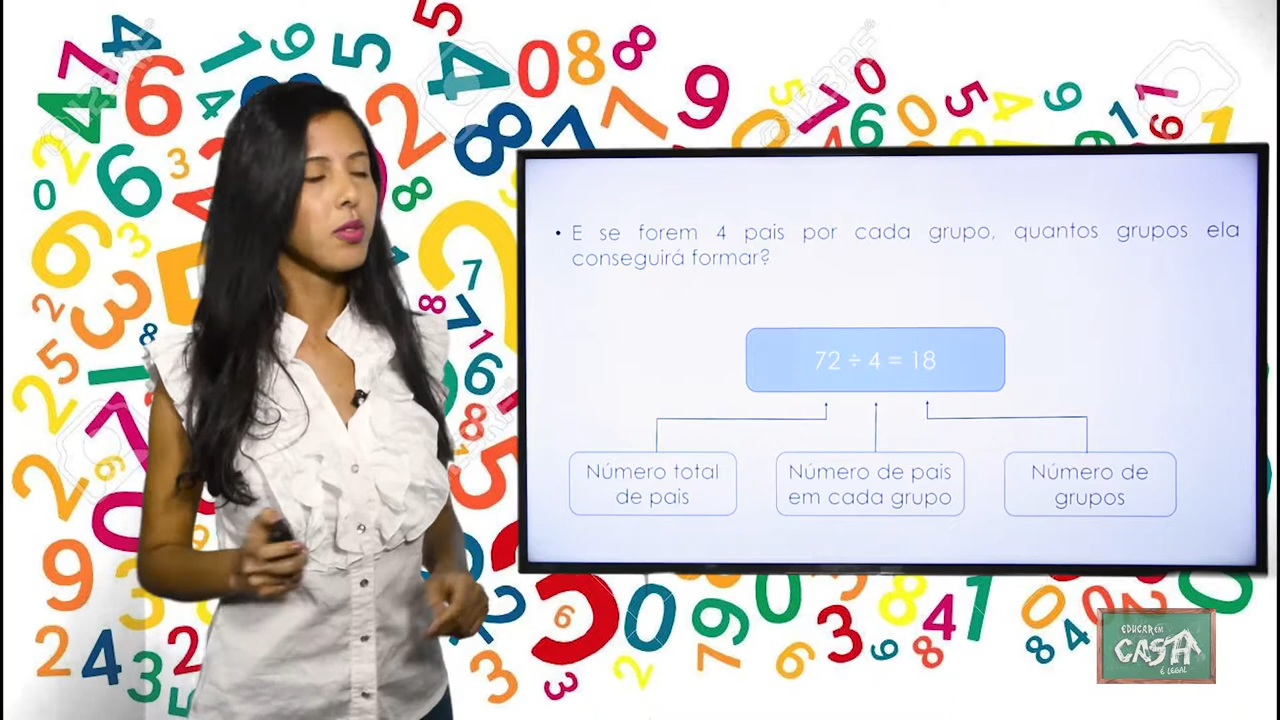 • E se forem 4 pais por cada grupo, quantos grupos ela
conseguirá formar?
72 ÷ 4 = 18
Número total
de pais
Número de pais
em cada grupo
Número de
grupos
EDUCAR EM
CASA
É LEGAL